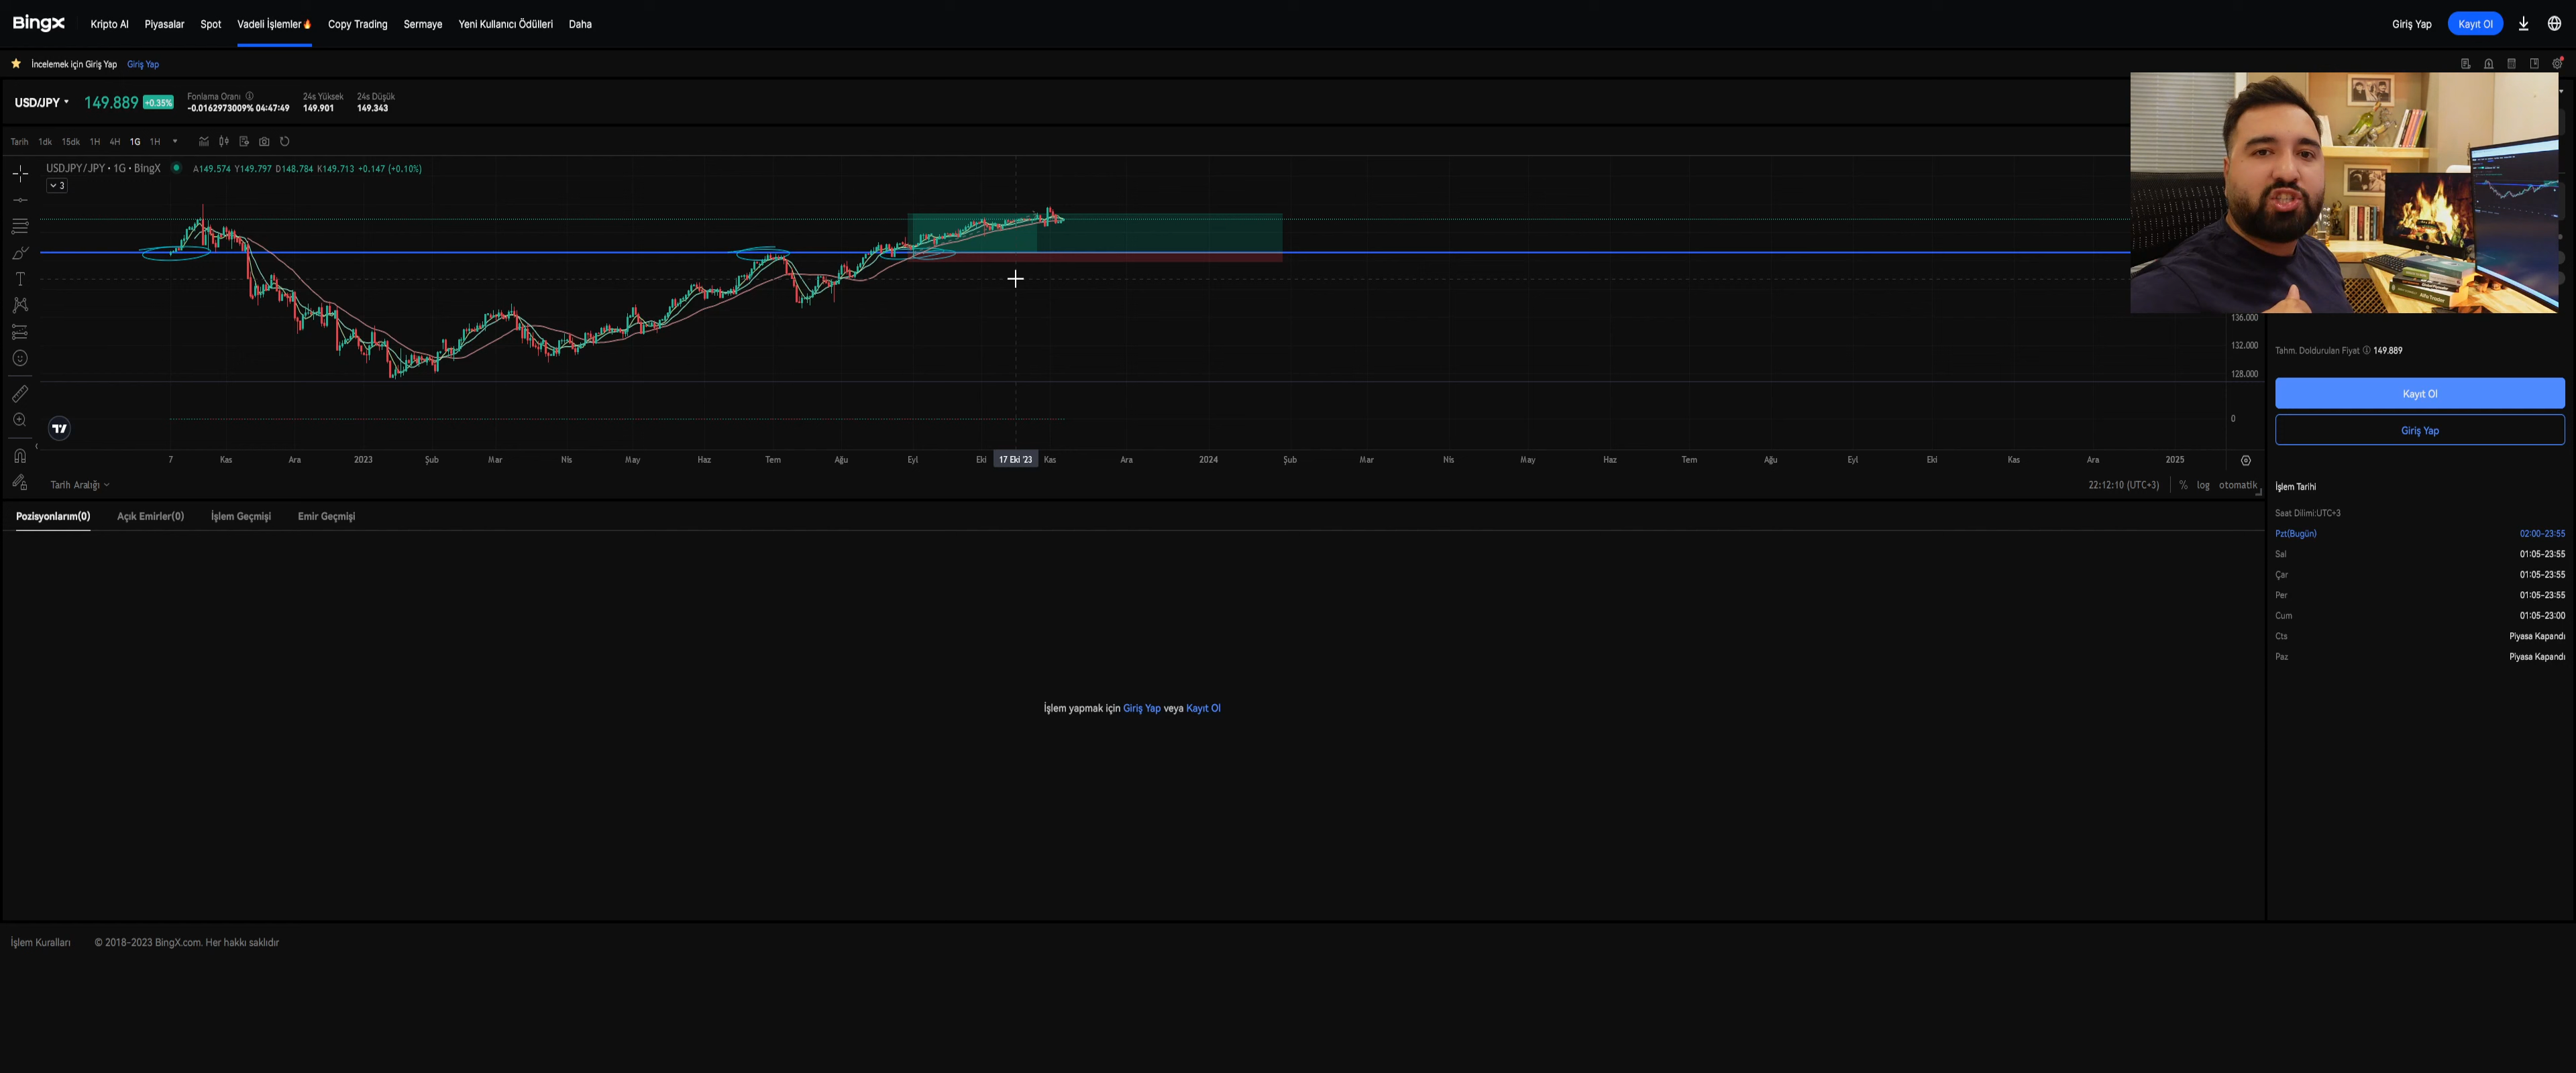 BingX Kripto AI Piyasalar Spot Vadeli İşlemler Copy Trading Sermaye Yeni Kullanıcı Ödülleri Daha Giriş Yap Kayıt Ol
İncelemek için Giriş Yap Giriş Yap
USD/JPY 149.889 +0.35%
Fonlama Oranı 24s Yüksek 24s Düşük
-0.0162973009% 04:47:49 149.901 149.343
Tarih 1dk 15dk 1H 4H 1G 1H
USDJPY/JPY • 1G • BingX A149.574 Y149.797 D148.784 K149.713 +0.147 (+0.10%)
3
136.000
132.000
128.000
0
7 Kas Ara 2023 Şub Mar Nis May Haz Tem Ağu Eyl Eki 17 Eki '23 Kas Ara 2024 Şub Mar Nis May Haz Tem Ağu Eyl Eki Kas Ara 2025
Tarih Aralığı 22:12:10 (UTC+3) % log otomatik
Tahm. Doldurulan Fiyat 149.889
Kayıt Ol
Giriş Yap
İşlem Tarihi
Saat Dilimi:UTC+3
Pzt(Bugün) 02:00-23:55
Sal 01:05-23:55
Çar 01:05-23:55
Per 01:05-23:55
Cum 01:05-23:00
Cts Piyasa Kapandı
Paz Piyasa Kapandı
Pozisyonlarım(0) Açık Emirler(0) İşlem Geçmişi Emir Geçmişi
İşlem yapmak için Giriş Yap veya Kayıt Ol
İşlem Kuralları © 2018-2023 BingX.com. Her hakkı saklıdır